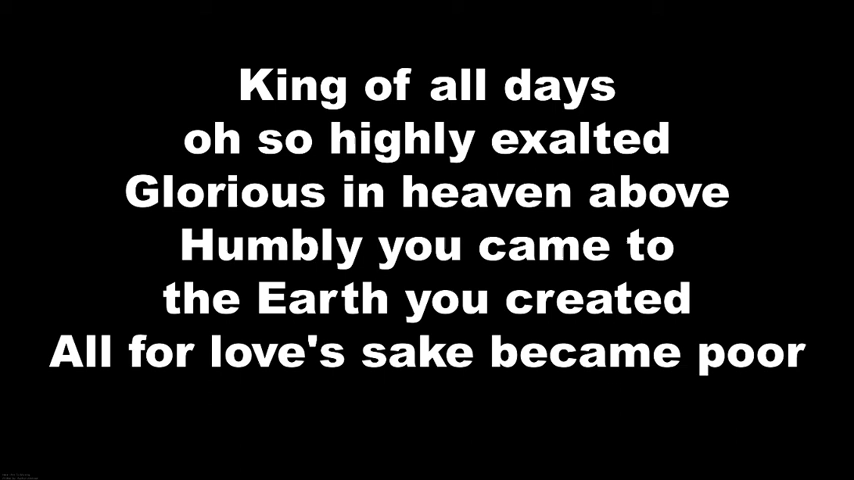 King of all days
oh so highly exalted
Glorious in heaven above
Humbly you came to
the Earth you created
All for love's sake became poor